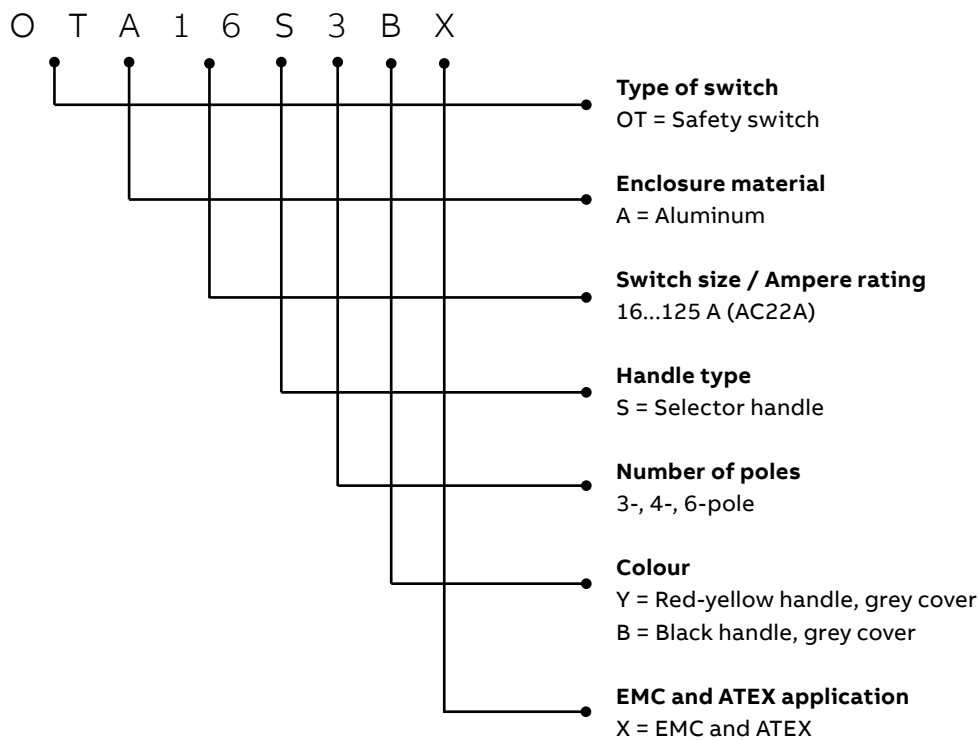 O T A 1 6 S 3 B X
Type of switch
OT = Safety switch
Enclosure material
A = Aluminum
Switch size / Ampere rating
16...125 A (AC22A)
Handle type
S = Selector handle
Number of poles
3-, 4-, 6-pole
Colour
Y = Red-yellow handle, grey cover
B = Black handle, grey cover
EMC and ATEX application
X = EMC and ATEX